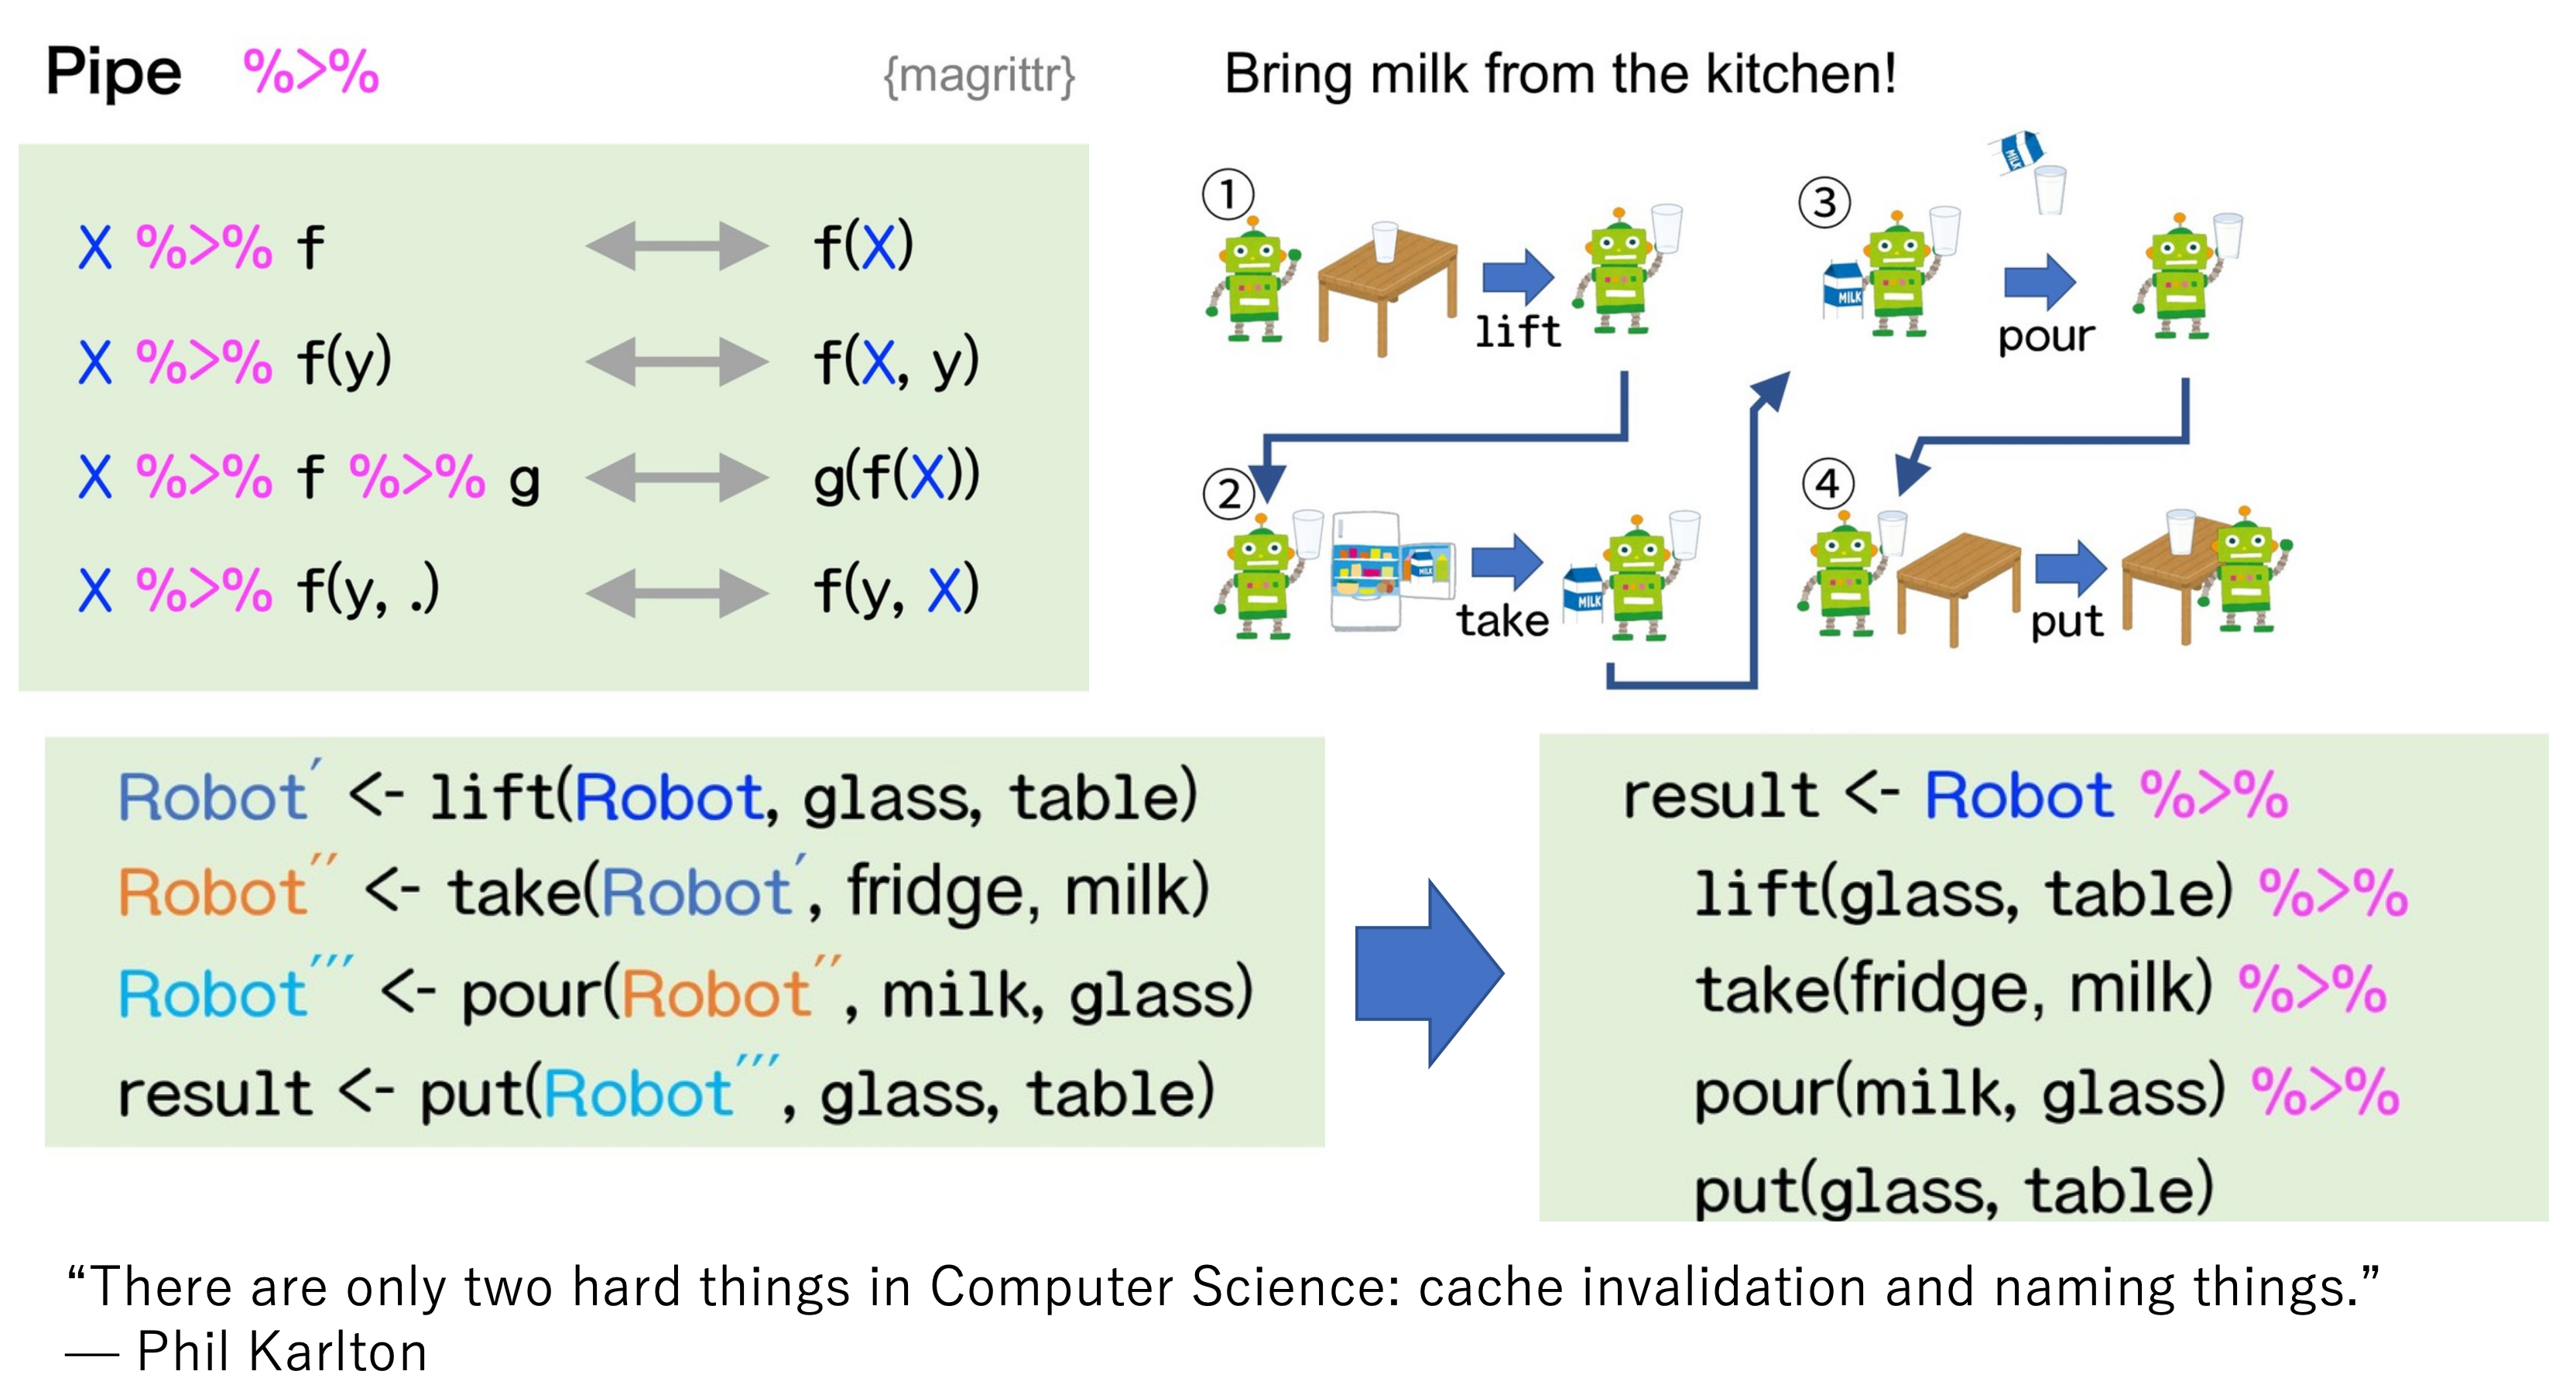 Pipe %>% {magrittr}
X %>% f f(X)
X %>% f(y) f(X, y)
X %>% f %>% g g(f(X))
X %>% f(y, .) f(y, X)
Bring milk from the kitchen!
①
lift
②
MILK
take
MILK
③
MILK
MILK
pour
④
put
Robot′ <- lift(Robot, glass, table)
Robot′′ <- take(Robot′, fridge, milk)
Robot′′′ <- pour(Robot′′, milk, glass)
result <- put(Robot′′′, glass, table)
result <- Robot %>%
lift(glass, table) %>%
take(fridge, milk) %>%
pour(milk, glass) %>%
put(glass, table)
“There are only two hard things in Computer Science: cache invalidation and naming things.”
— Phil Karlton